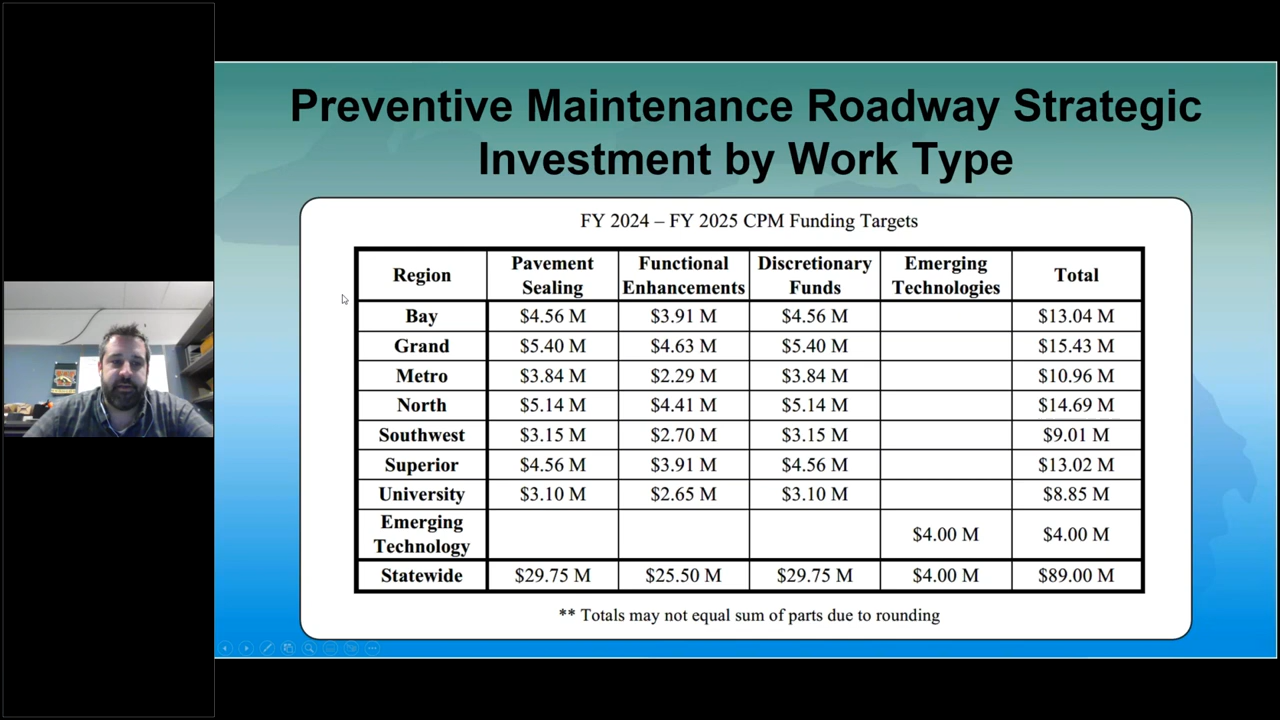 Preventive Maintenance Roadway Strategic
Investment by Work Type
FY 2024 – FY 2025 CPM Funding Targets
Region Pavement Sealing Functional Enhancements Discretionary Funds Emerging Technologies Total
Bay $4.56 M $3.91 M $4.56 M $13.04 M
Grand $5.40 M $4.63 M $5.40 M $15.43 M
Metro $3.84 M $2.29 M $3.84 M $10.96 M
North $5.14 M $4.41 M $5.14 M $14.69 M
Southwest $3.15 M $2.70 M $3.15 M $9.01 M
Superior $4.56 M $3.91 M $4.56 M $13.02 M
University $3.10 M $2.65 M $3.10 M $8.85 M
Emerging Technology $4.00 M $4.00 M
Statewide $29.75 M $25.50 M $29.75 M $4.00 M $89.00 M
** Totals may not equal sum of parts due to rounding